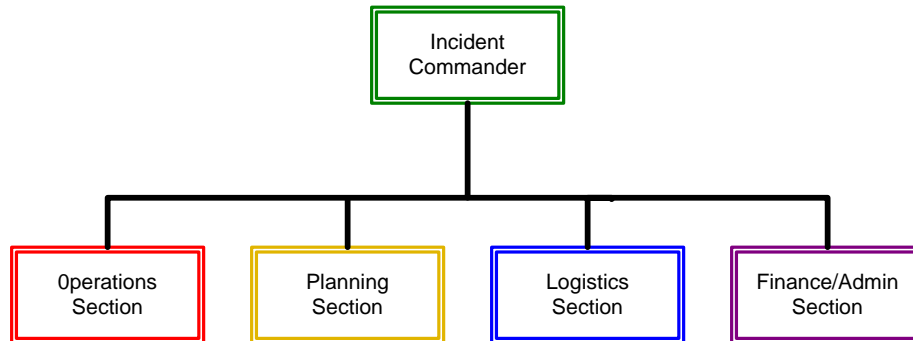 Incident
Commander
0perations
Section
Planning
Section
Logistics
Section
Finance/Admin
Section